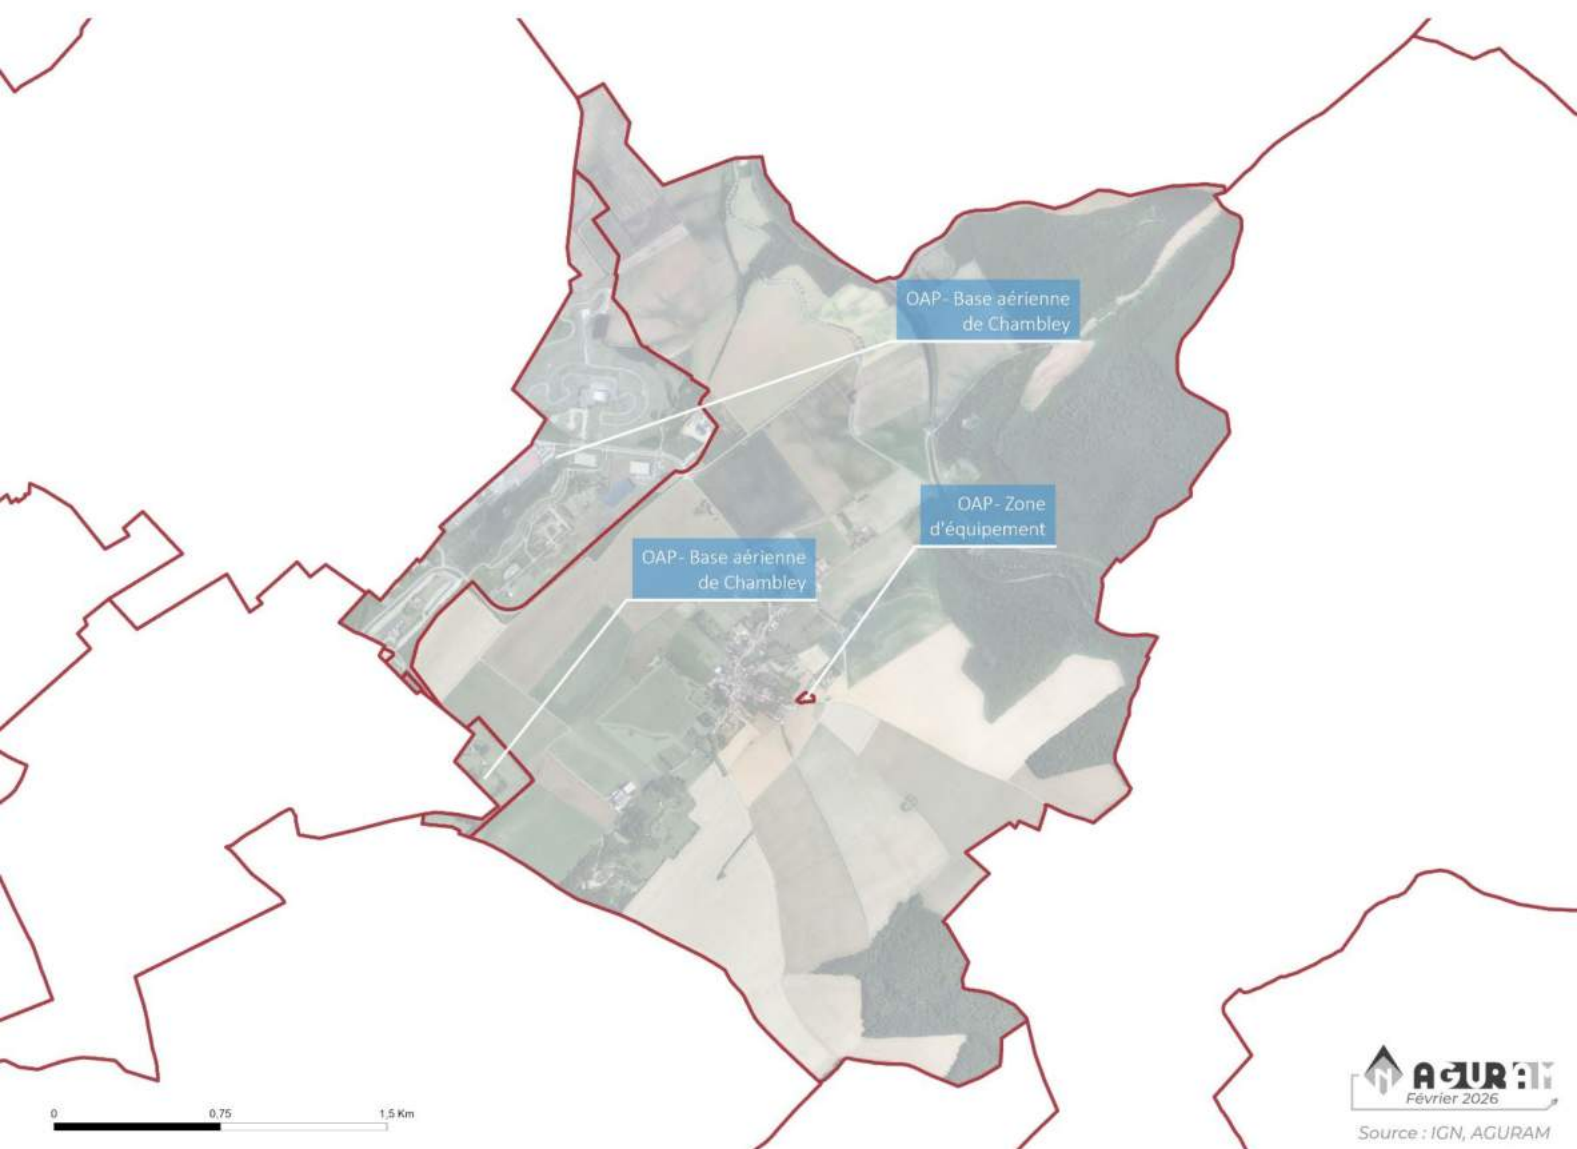 OAP- Base aérienne
de Chambley
OAP- Zone
d'équipement
OAP- Base aérienne
de Chambley
0
0,75
1,5 Km
N
AGURAM
Février 2026
Source : IGN, AGURAM